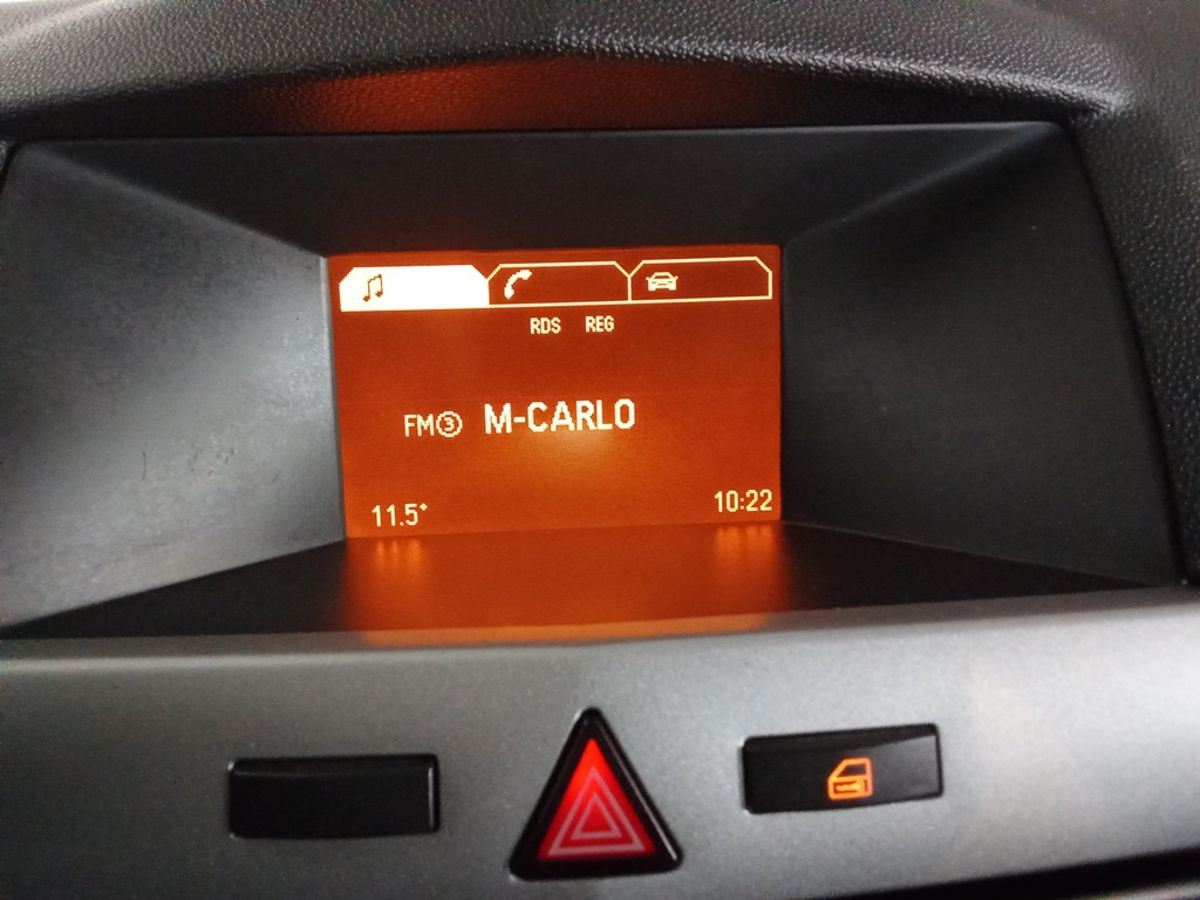 RDS REG
FM③ M-CARLO
11.5° 10:22